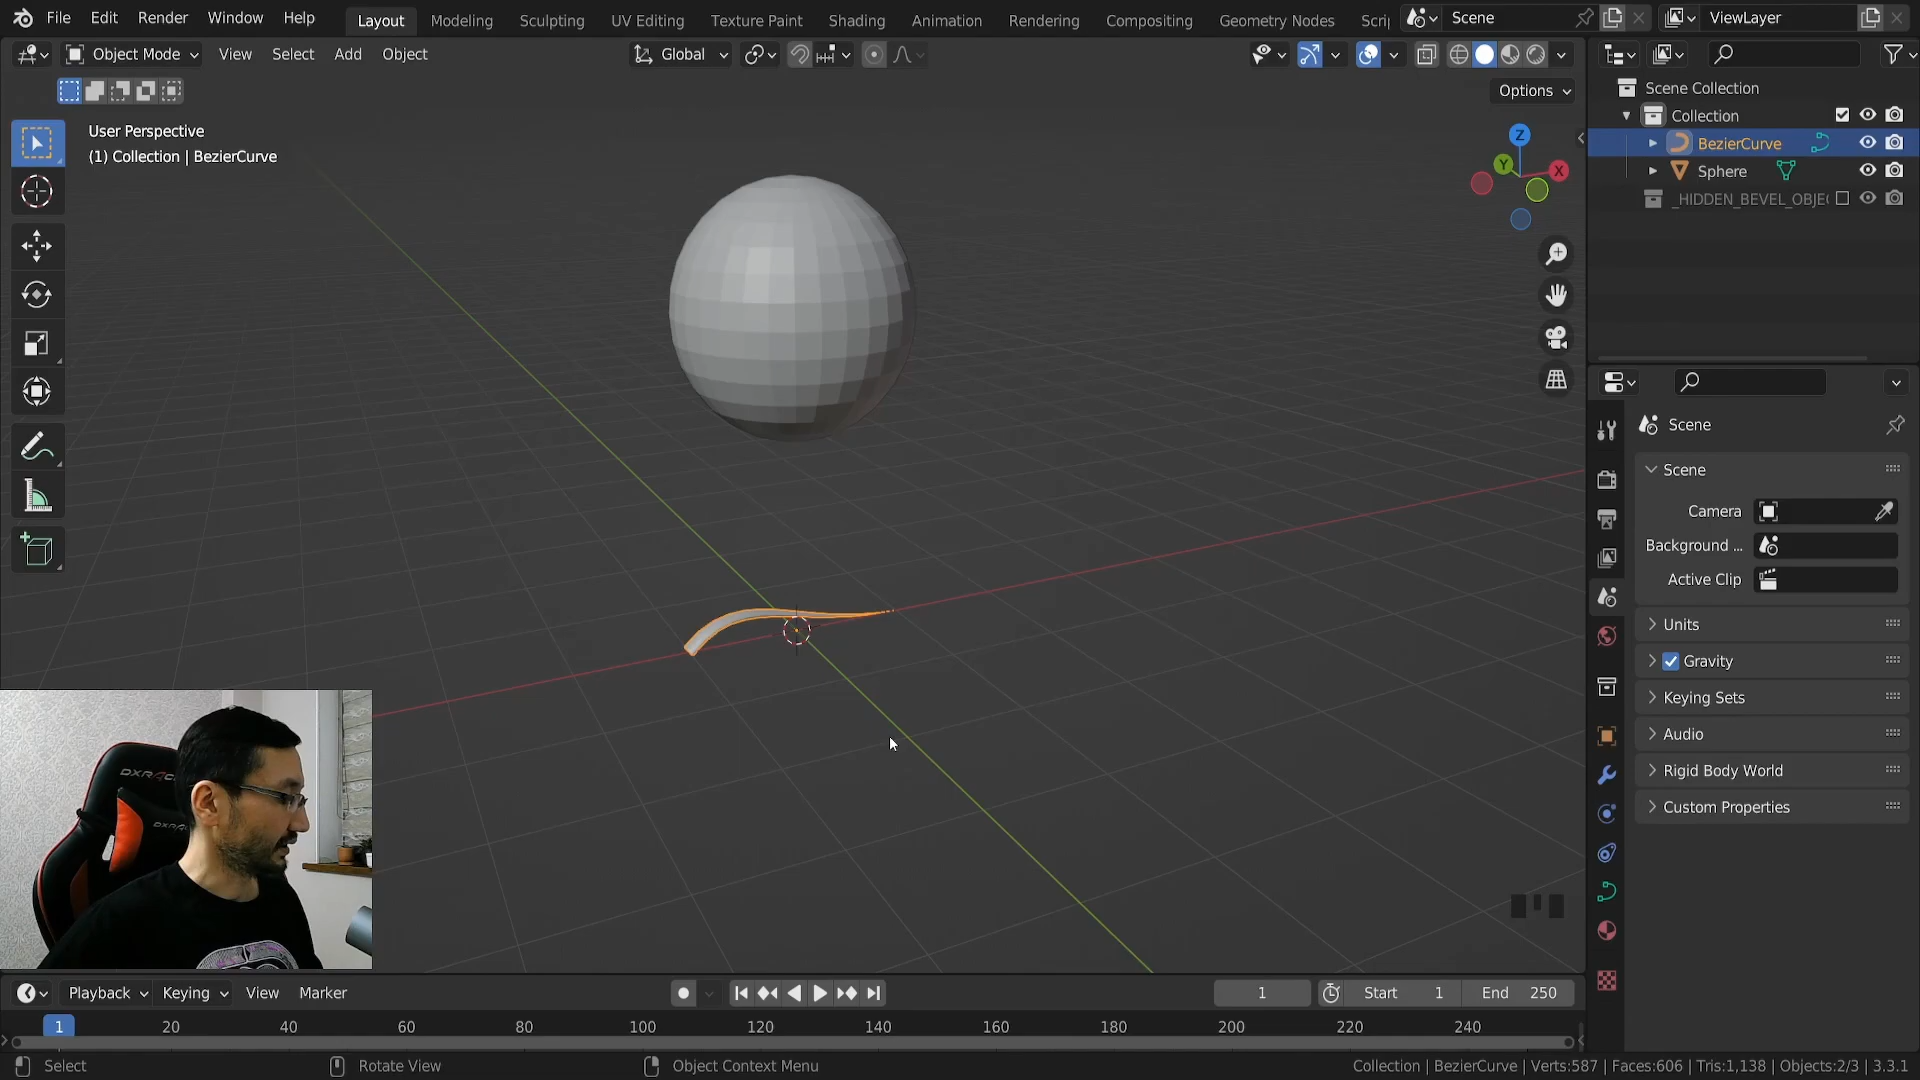 File Edit Render Window Help Layout Modeling Sculpting UV Editing Texture Paint Shading Animation Rendering Compositing Geometry Nodes Scrip Scene ViewLayer
Object Mode View Select Add Object Global
Options
User Perspective
(1) Collection | BezierCurve
Z
Y
X
Scene Collection
Collection
BezierCurve
Sphere
_HIDDEN_BEVEL_OBJEC
Scene
Scene
Camera
Background ...
Active Clip
Units
Gravity
Keying Sets
Audio
Rigid Body World
Custom Properties
Playback Keying View Marker 1 Start 1 End 250
1 20 40 60 80 100 120 140 160 180 200 220 240
Select Rotate View Object Context Menu Collection | BezierCurve | Verts:587 | Faces:606 | Tris:1,138 | Objects:2/3 | 3.3.1